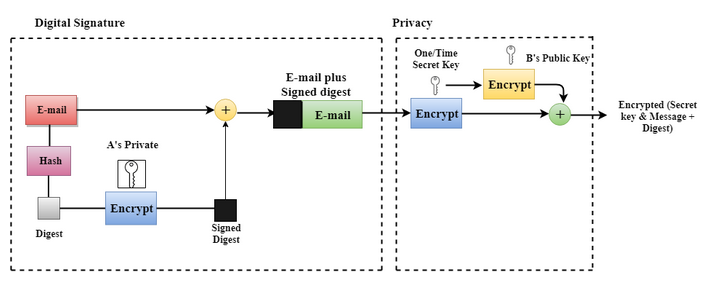 Digital Signature
Privacy
One/Time
Secret Key
B's Public Key
E-mail plus
Signed digest
Encrypt
E-mail
E-mail
Encrypt
Encrypted (Secret
key & Message +
Digest)
Hash
A's Private
Encrypt
Digest
Signed
Digest